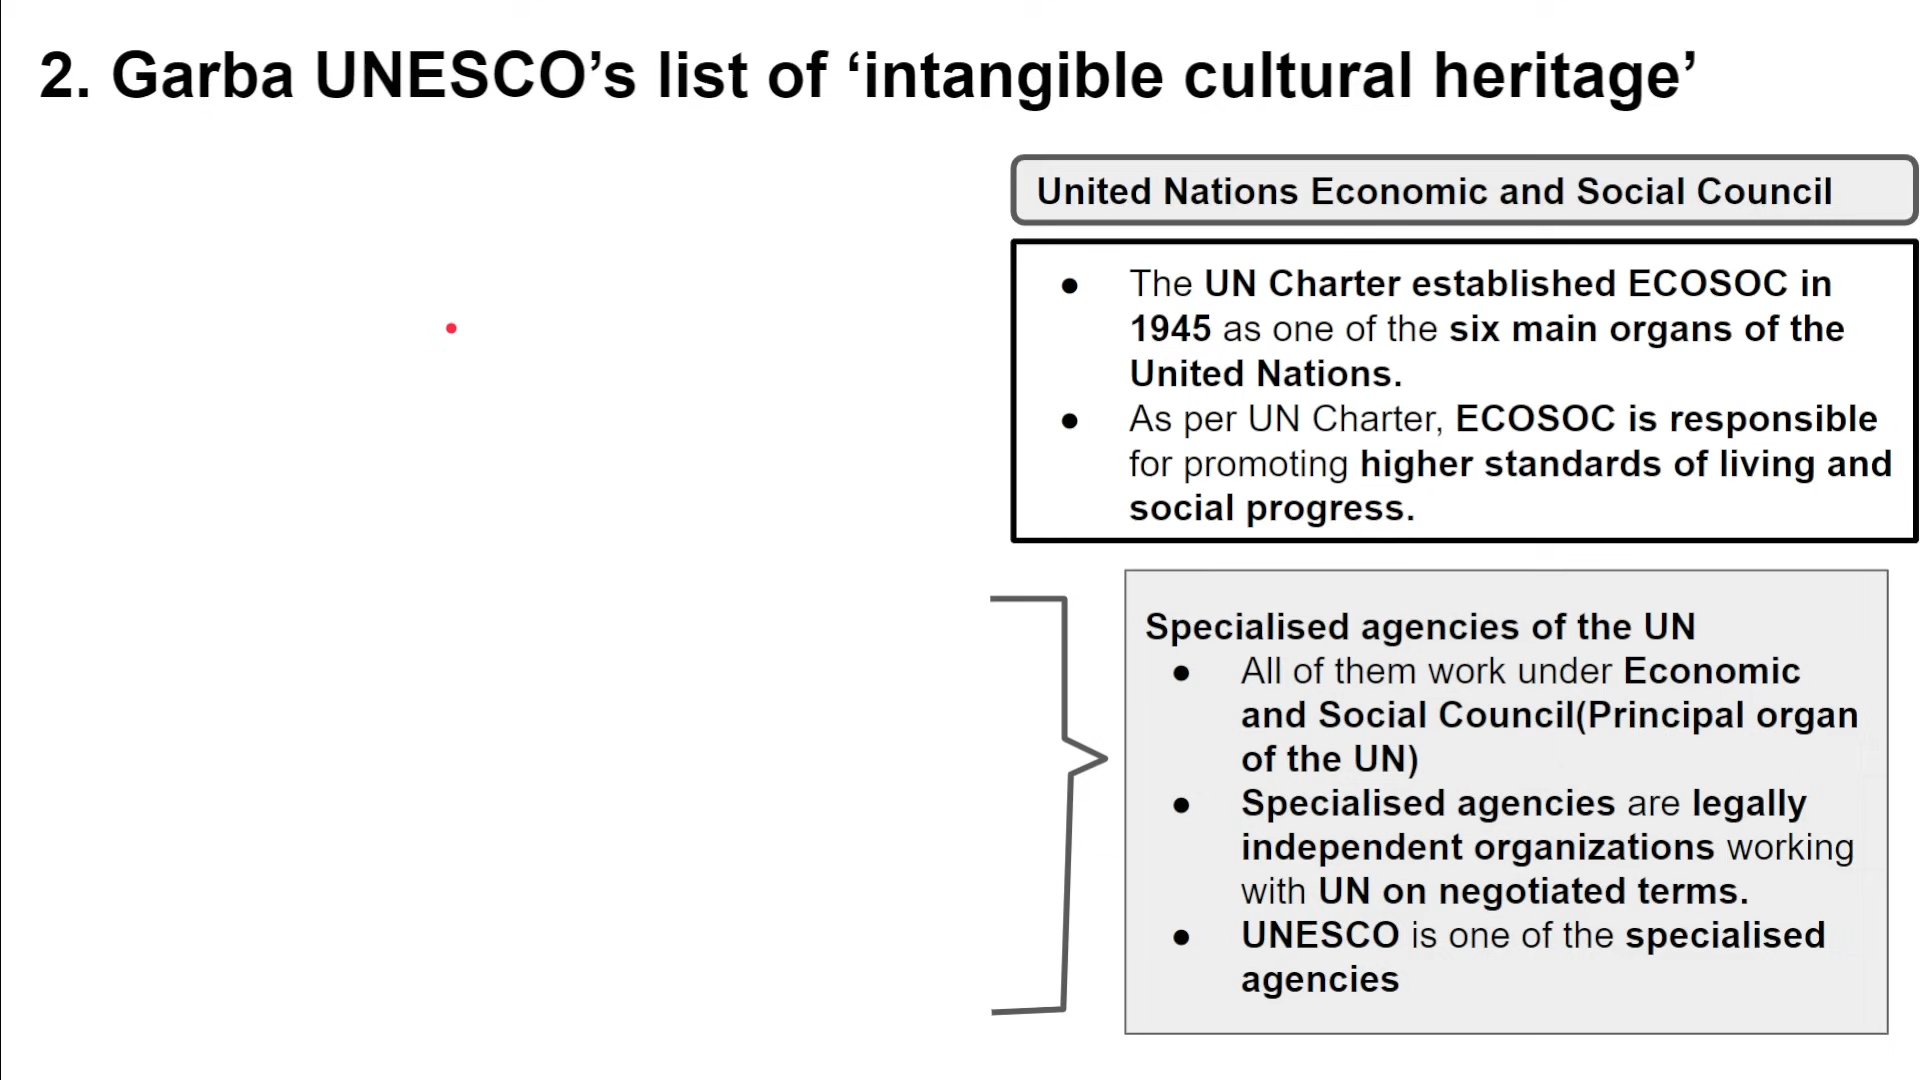 2. Garba UNESCO’s list of ‘intangible cultural heritage’
United Nations Economic and Social Council
● The UN Charter established ECOSOC in
1945 as one of the six main organs of the
United Nations.
● As per UN Charter, ECOSOC is responsible
for promoting higher standards of living and
social progress.
Specialised agencies of the UN
● All of them work under Economic
and Social Council(Principal organ
of the UN)
● Specialised agencies are legally
independent organizations working
with UN on negotiated terms.
● UNESCO is one of the specialised
agencies